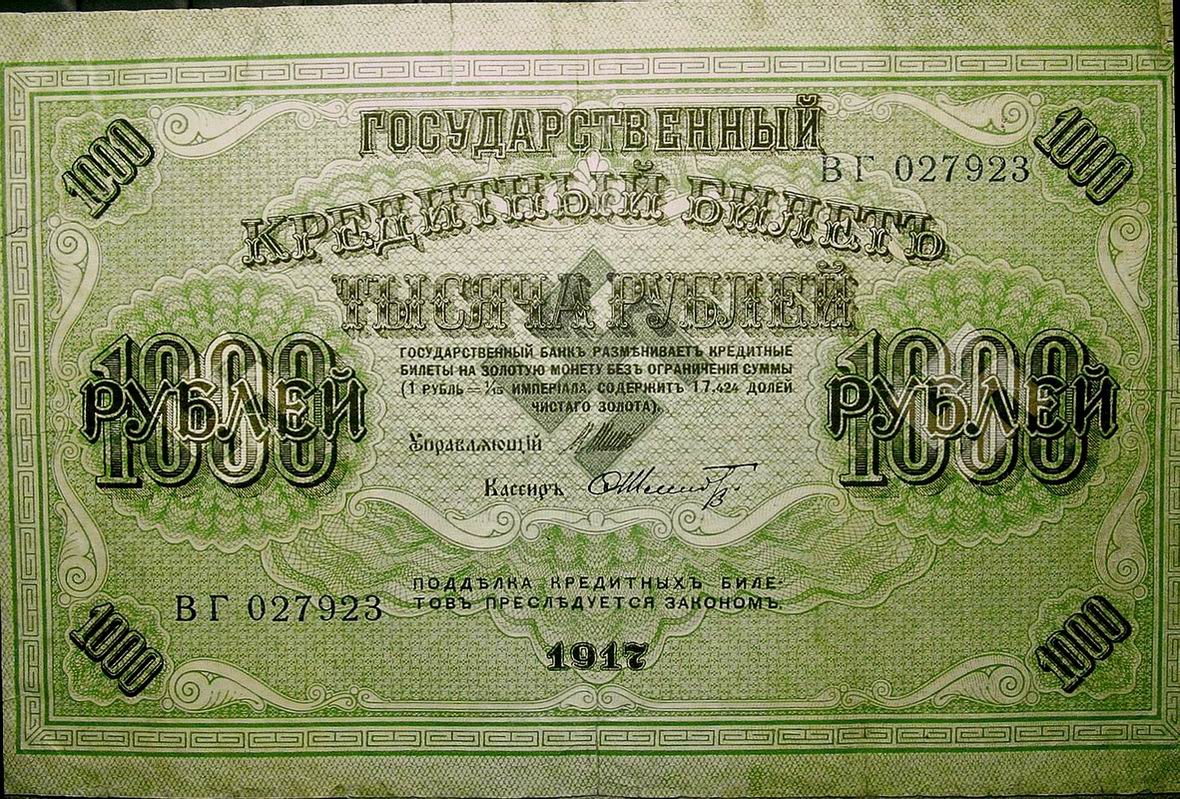 1000
1000
ГОСУДАРСТВЕННЫЙ
ВГ 027923
КРЕДИТНЫЙ БИЛЕТЪ
ТЫСЯЧА РУБЛЕЙ
1000
РУБЛЕЙ
ГОСУДАРСТВЕННЫЙ БАНКЪ РАЗМѢНИВАЕТЪ КРЕДИТНЫЕ
БИЛЕТЫ НА ЗОЛОТУЮ МОНЕТУ БЕЗЪ ОГРАНИЧЕНІЯ СУММЫ
(1 РУБЛЬ = 1/15 ИМПЕРІАЛА, СОДЕРЖИТЪ 17,424 ДОЛЕЙ
ЧИСТАГО ЗОЛОТА).
1000
РУБЛЕЙ
Управляющій
Кассиръ
ПОДДѢЛКА КРЕДИТНЫХЪ БИЛЕ-
ТОВЪ ПРЕСЛѢДУЕТСЯ ЗАКОНОМЪ.
ВГ 027923
1917
1000
1000